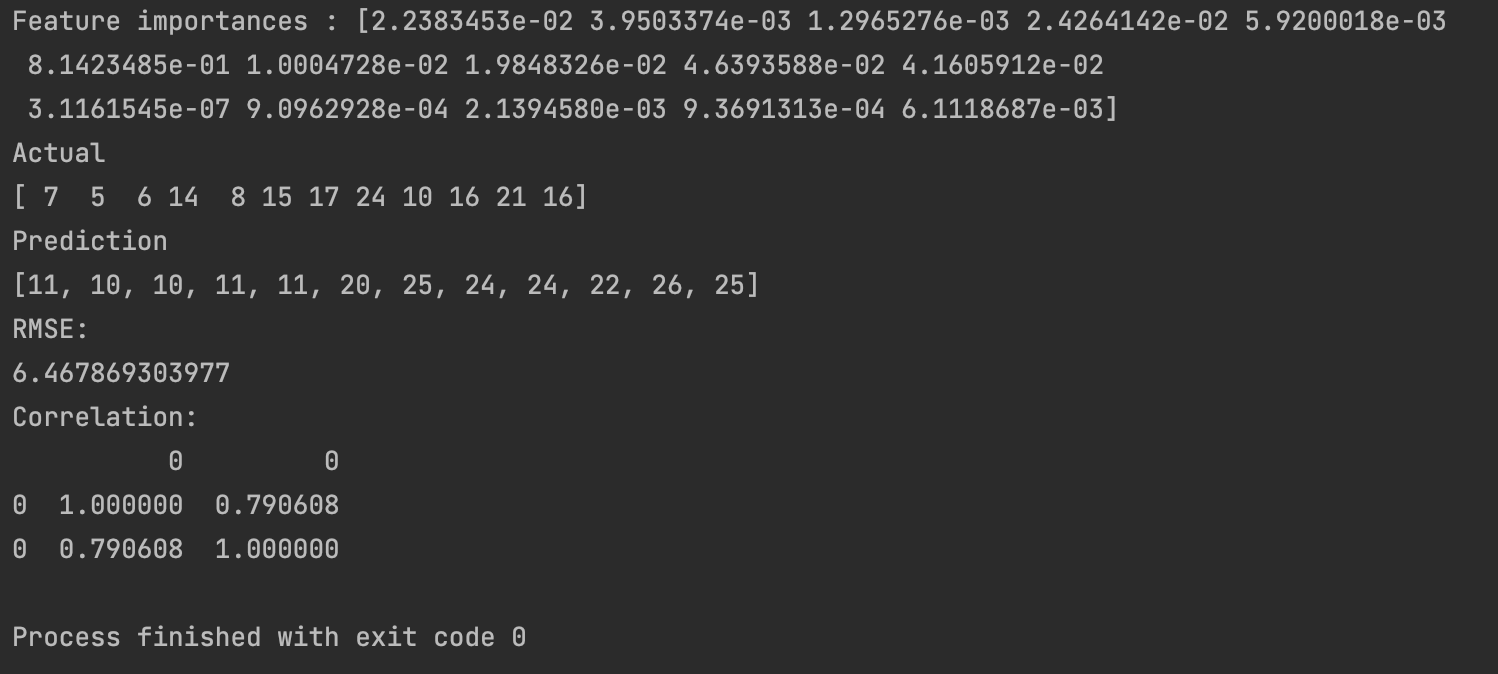 Feature importances : [2.2383453e-02 3.9503374e-03 1.2965276e-03 2.4264142e-02 5.9200018e-03
 8.1423485e-01 1.0004728e-02 1.9848326e-02 4.6393588e-02 4.1605912e-02
 3.1161545e-07 9.0962928e-04 2.1394580e-03 9.3691313e-04 6.1118687e-03]
Actual
[ 7  5  6 14  8 15 17 24 10 16 21 16]
Prediction
[11, 10, 10, 11, 11, 20, 25, 24, 24, 22, 26, 25]
RMSE:
6.467869303977
Correlation:
          0         0
0  1.000000  0.790608
0  0.790608  1.000000
Process finished with exit code 0